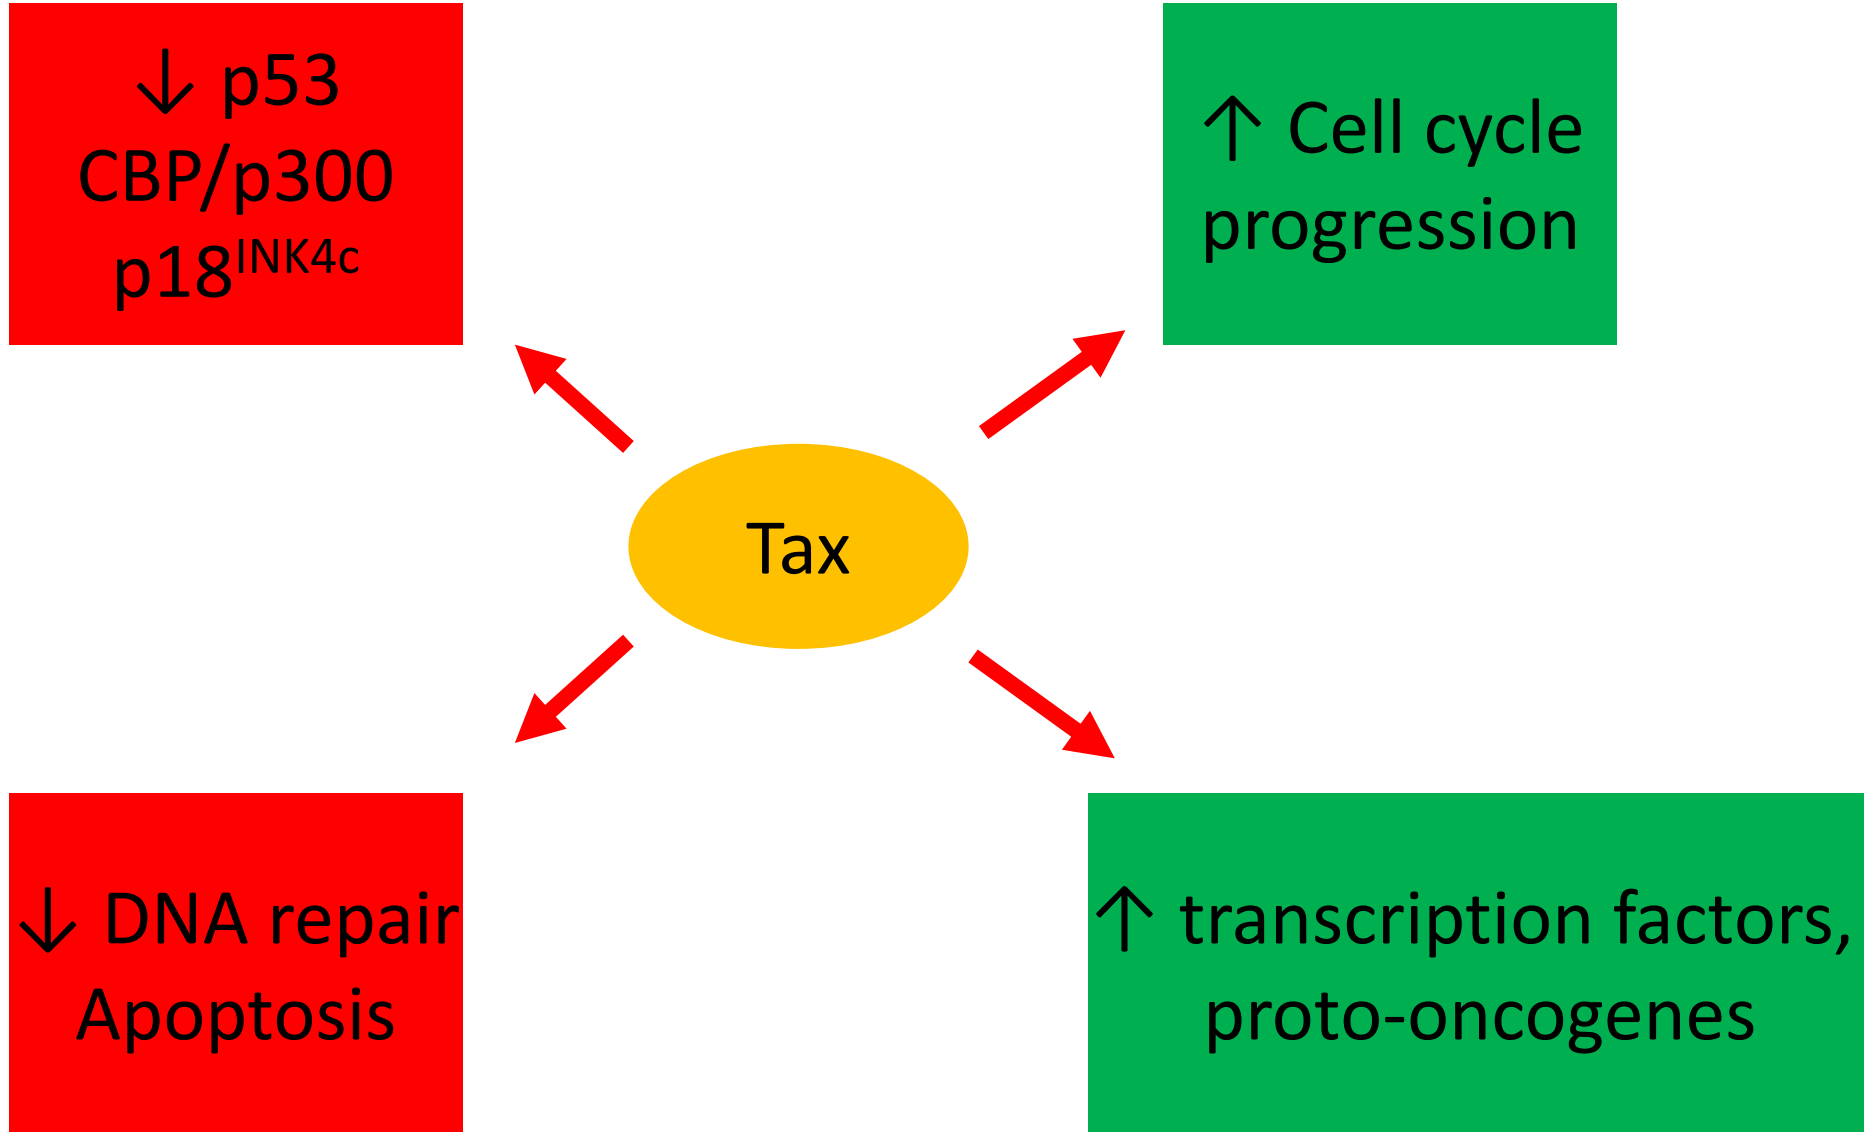 ↓ p53
CBP/p300
p18INK4c
↑ Cell cycle
progression
Tax
↓ DNA repair
Apoptosis
↑ transcription factors,
proto-oncogenes